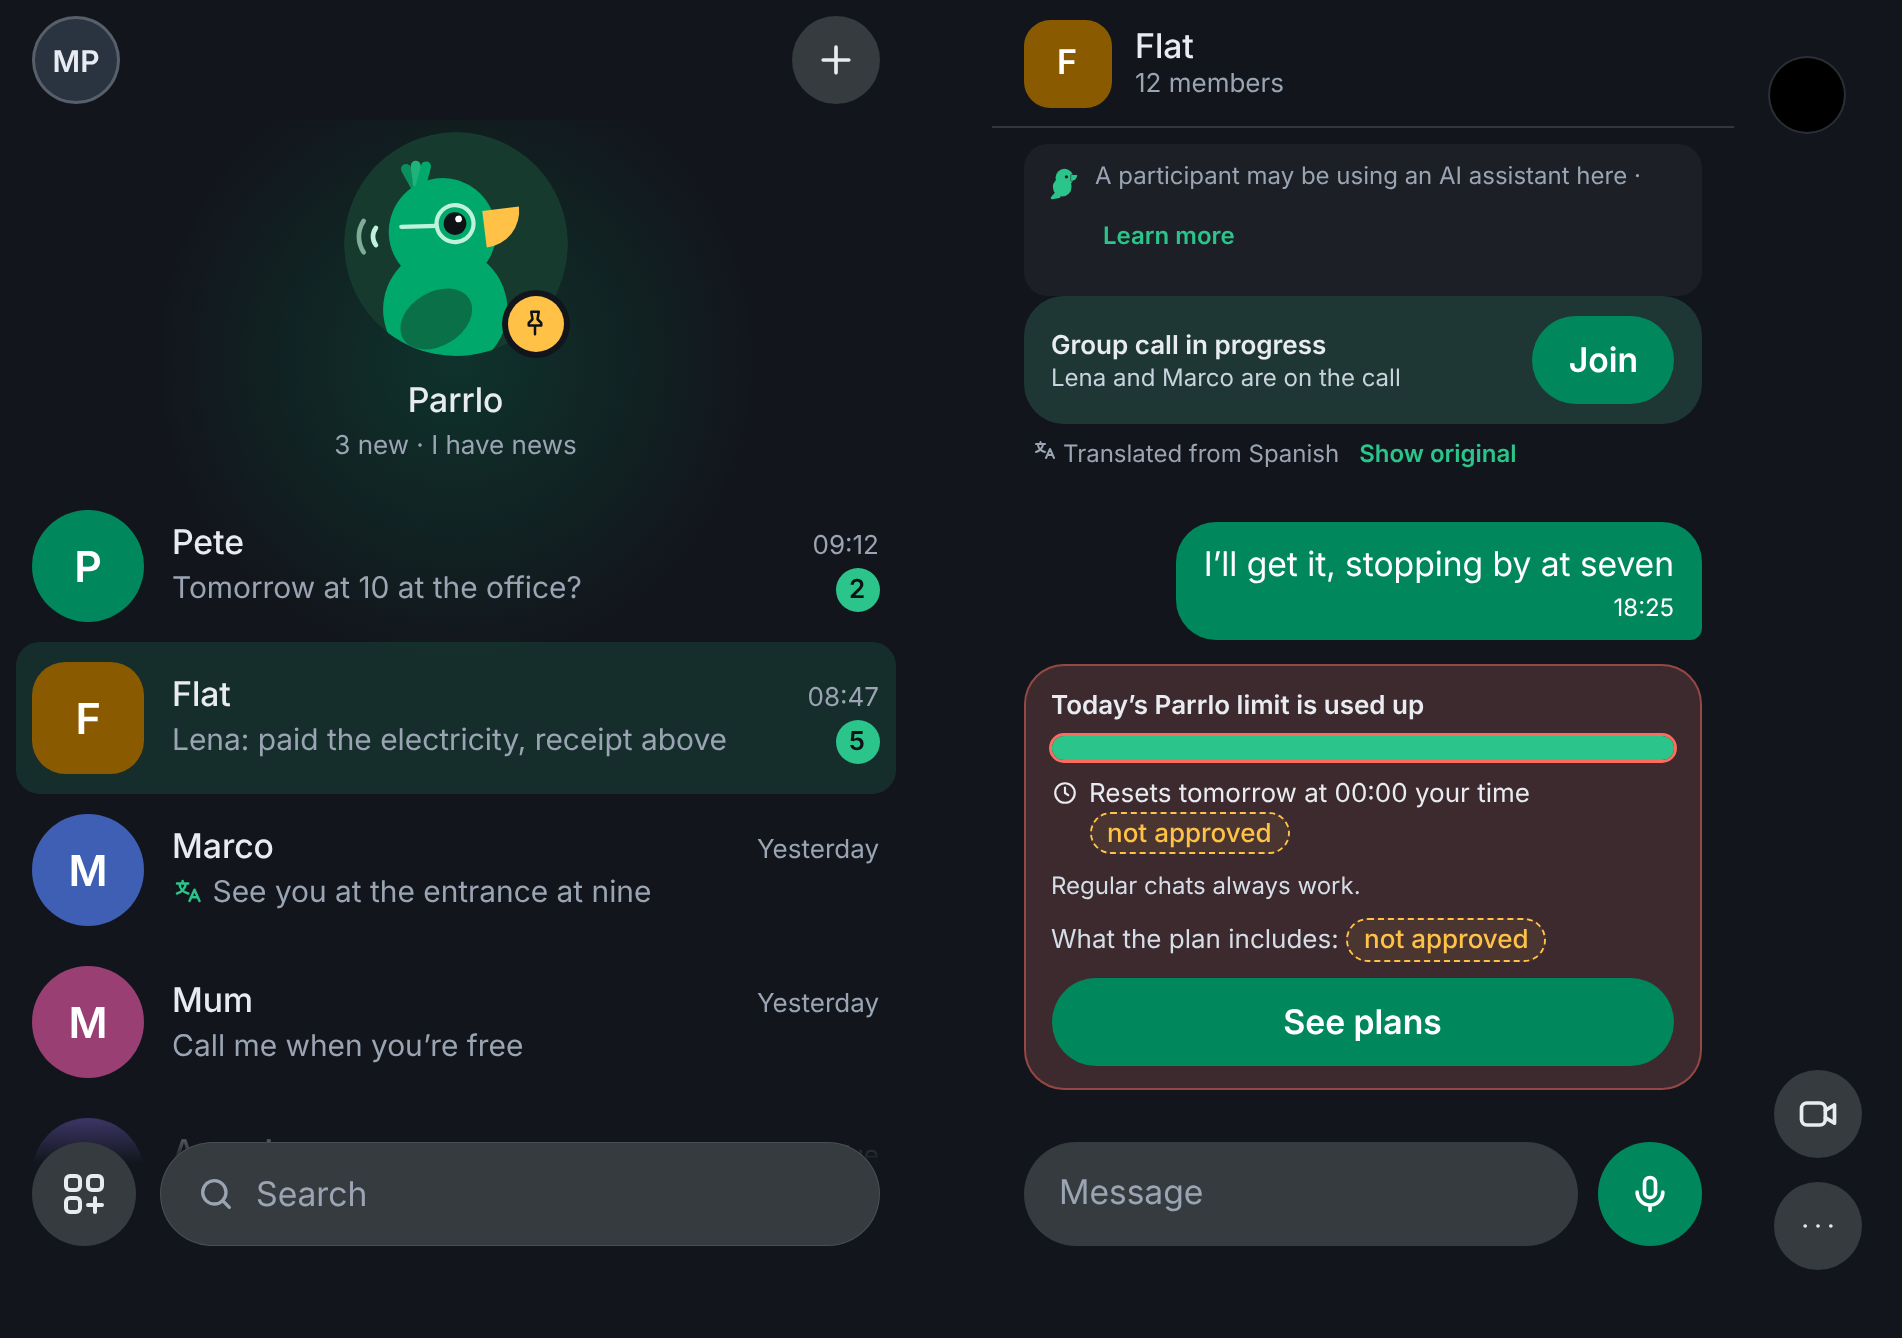 MP
Parrlo
3 new · I have news
P
Pete
09:12
Tomorrow at 10 at the office?
2
F
Flat
08:47
Lena: paid the electricity, receipt above
5
M
Marco
Yesterday
See you at the entrance at nine
M
Mum
Yesterday
Call me when you’re free
Search
F
Flat
12 members
A participant may be using an AI assistant here ·
Learn more
Group call in progress
Lena and Marco are on the call
Join
Translated from Spanish Show original
I’ll get it, stopping by at seven
18:25
Today’s Parrlo limit is used up
Resets tomorrow at 00:00 your time
not approved
Regular chats always work.
What the plan includes: not approved
See plans
Message